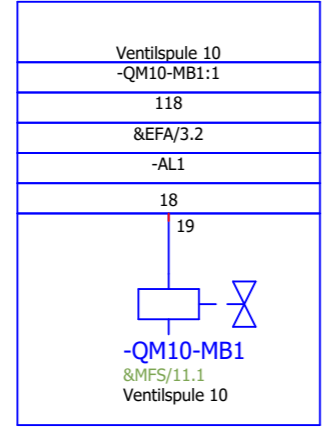 Ventilspule 10
-QM10-MB1:1
118
&EFA/3.2
-AL1
18
19
-QM10-MB1
&MFS/11.1
Ventilspule 10